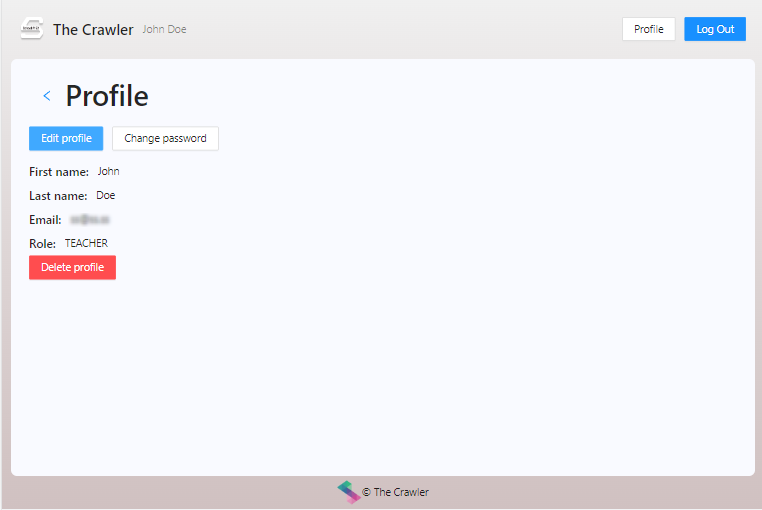 The Crawler John Doe Profile Log Out
< Profile
Edit profile Change password
First name: John
Last name: Doe
Email:
Role: TEACHER
Delete profile
© The Crawler